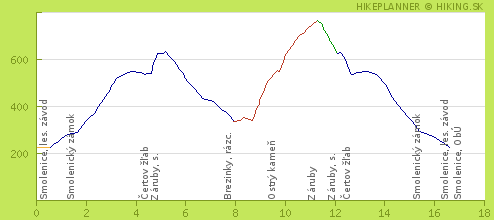 HIKEPLANNER © HIKING.SK
600
400
200
Smolenice, les. závod
Smolenický zámok
Čertov žľab
Záruby, s.
Brezinky, rázc.
Ostrý kameň
Záruby
Záruby, s.
Čertov žľab
Smolenický zámok
Smolenice, les. závod
Smolenice, ObÚ
0 2 4 6 8 10 12 14 16 18